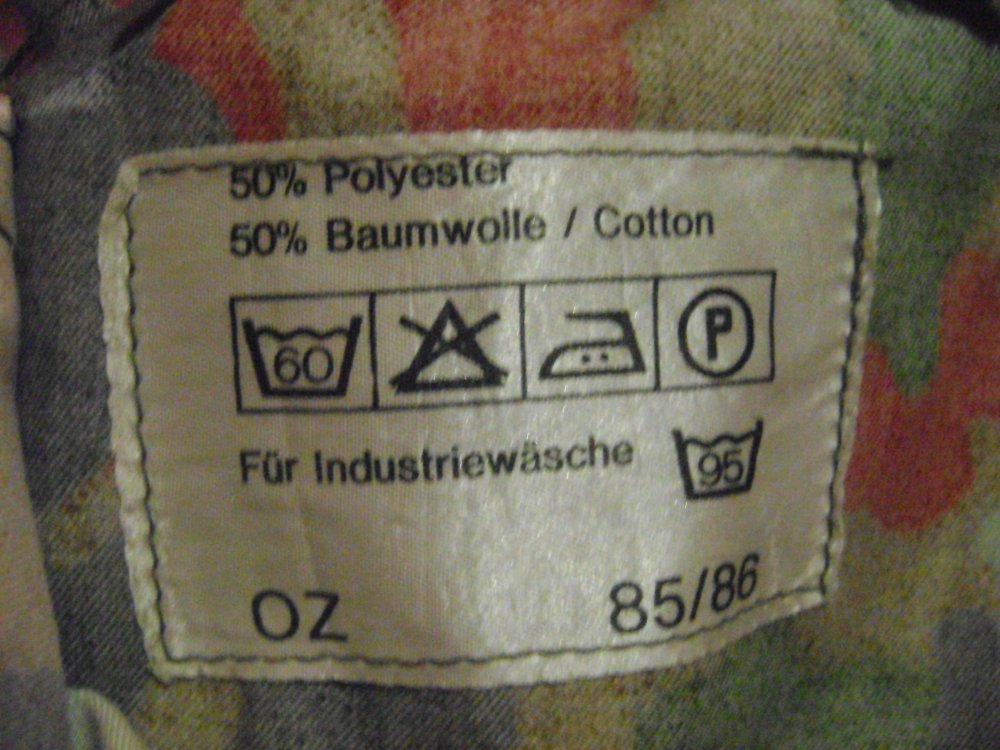 50% Polyester
50% Baumwolle / Cotton
60 P
Für Industriewäsche 95
OZ 85/86